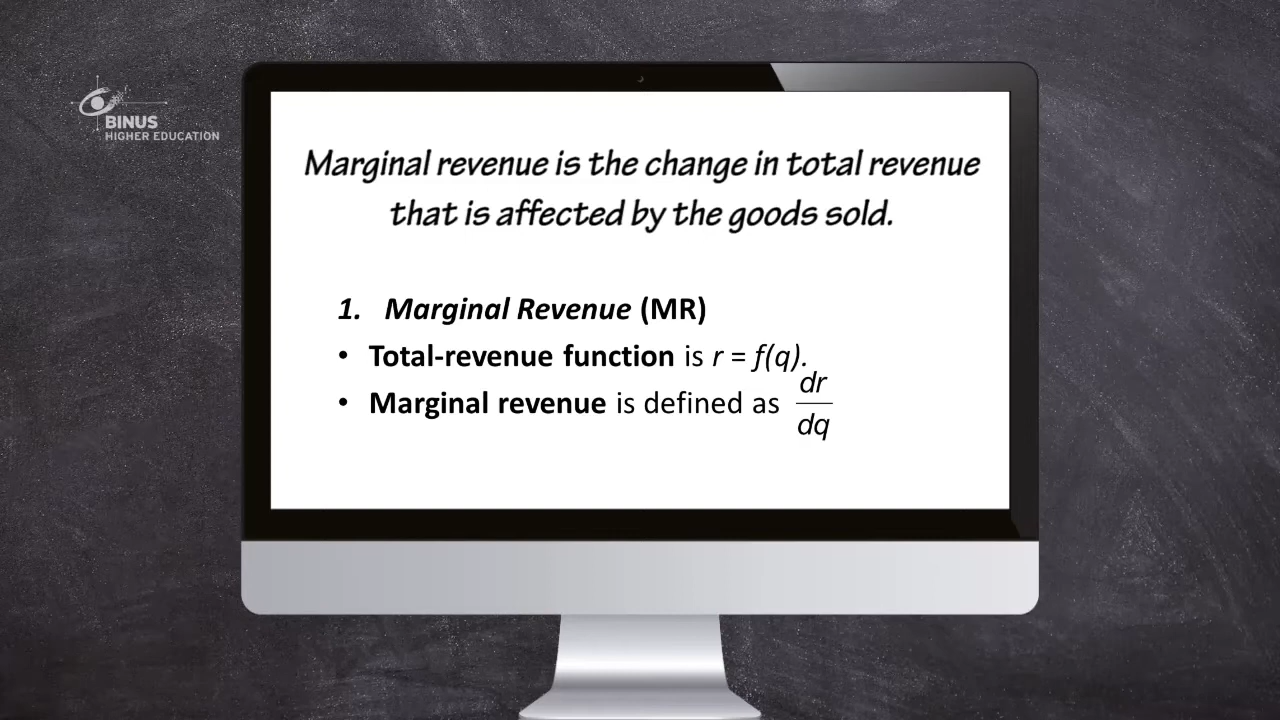 BINUS
HIGHER EDUCATION
Marginal revenue is the change in total revenue
that is affected by the goods sold.
1. Marginal Revenue (MR)
• Total-revenue function is r = f(q).
• Marginal revenue is defined as dr/dq